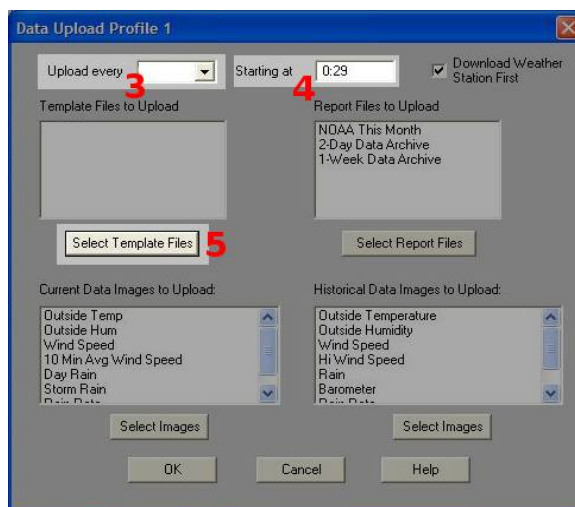 Data Upload Profile 1
Upload every
3
Starting at
4
0:29
Download Weather
Station First
Template Files to Upload
Report Files to Upload
NOAA This Month
2-Day Data Archive
1-Week Data Archive
Select Template Files
5
Select Report Files
Current Data Images to Upload:
Historical Data Images to Upload:
Outside Temp
Outside Hum
Wind Speed
10 Min Avg Wind Speed
Day Rain
Storm Rain
Rain Rate
Outside Temperature
Outside Humidity
Wind Speed
Hi Wind Speed
Rain
Barometer
Select Images
Select Images
OK
Cancel
Help